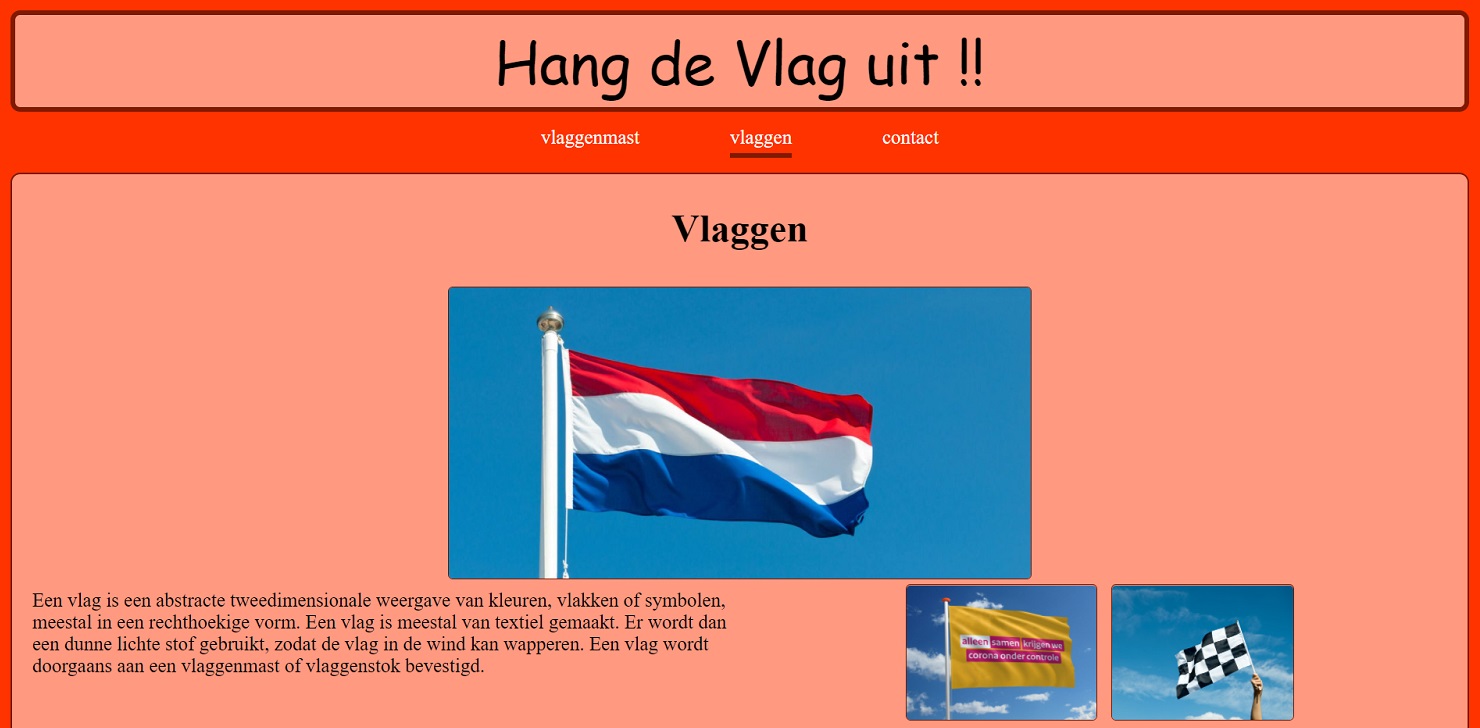 Hang de Vlag uit !!
vlaggenmast vlaggen contact
Vlaggen
Een vlag is een abstracte tweedimensionale weergave van kleuren, vlakken of symbolen,
meestal in een rechthoekige vorm. Een vlag is meestal van textiel gemaakt. Er wordt dan
een dunne lichte stof gebruikt, zodat de vlag in de wind kan wapperen. Een vlag wordt
doorgaans aan een vlaggenmast of vlaggenstok bevestigd.
alleen samen krijgen we
corona onder controle